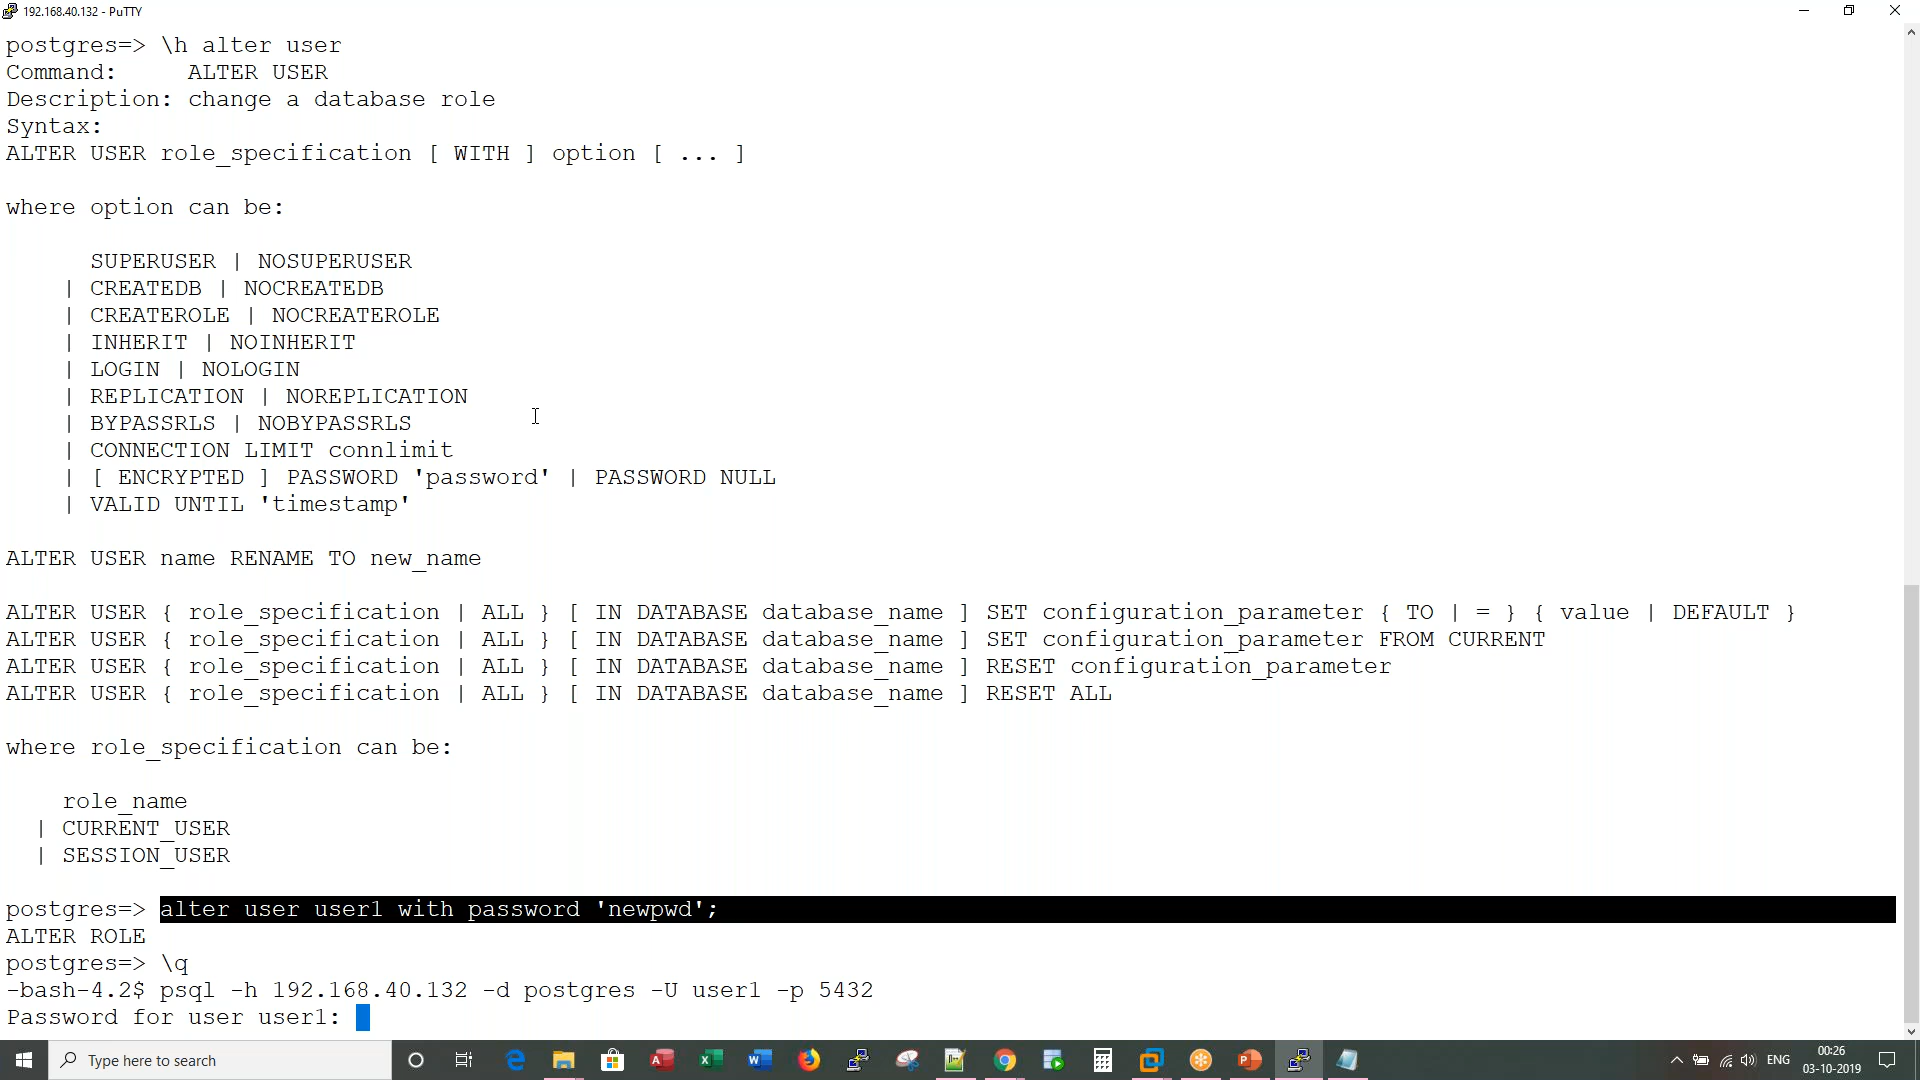 192.168.40.132 - PuTTY
postgres=> \h alter user
Command:     ALTER USER
Description: change a database role
Syntax:
ALTER USER role_specification [ WITH ] option [ ... ]
where option can be:
SUPERUSER | NOSUPERUSER
| CREATEDB | NOCREATEDB
| CREATEROLE | NOCREATEROLE
| INHERIT | NOINHERIT
| LOGIN | NOLOGIN
| REPLICATION | NOREPLICATION
| BYPASSRLS | NOBYPASSRLS
| CONNECTION LIMIT connlimit
| [ ENCRYPTED ] PASSWORD 'password' | PASSWORD NULL
| VALID UNTIL 'timestamp'
ALTER USER name RENAME TO new_name
ALTER USER { role_specification | ALL } [ IN DATABASE database_name ] SET configuration_parameter { TO | = } { value | DEFAULT }
ALTER USER { role_specification | ALL } [ IN DATABASE database_name ] SET configuration_parameter FROM CURRENT
ALTER USER { role_specification | ALL } [ IN DATABASE database_name ] RESET configuration_parameter
ALTER USER { role_specification | ALL } [ IN DATABASE database_name ] RESET ALL
where role_specification can be:
role_name
| CURRENT_USER
| SESSION_USER
postgres=> alter user user1 with password 'newpwd';
ALTER ROLE
postgres=> \q
-bash-4.2$ psql -h 192.168.40.132 -d postgres -U user1 -p 5432
Password for user user1:
Type here to search
ENG
00:26
03-10-2019